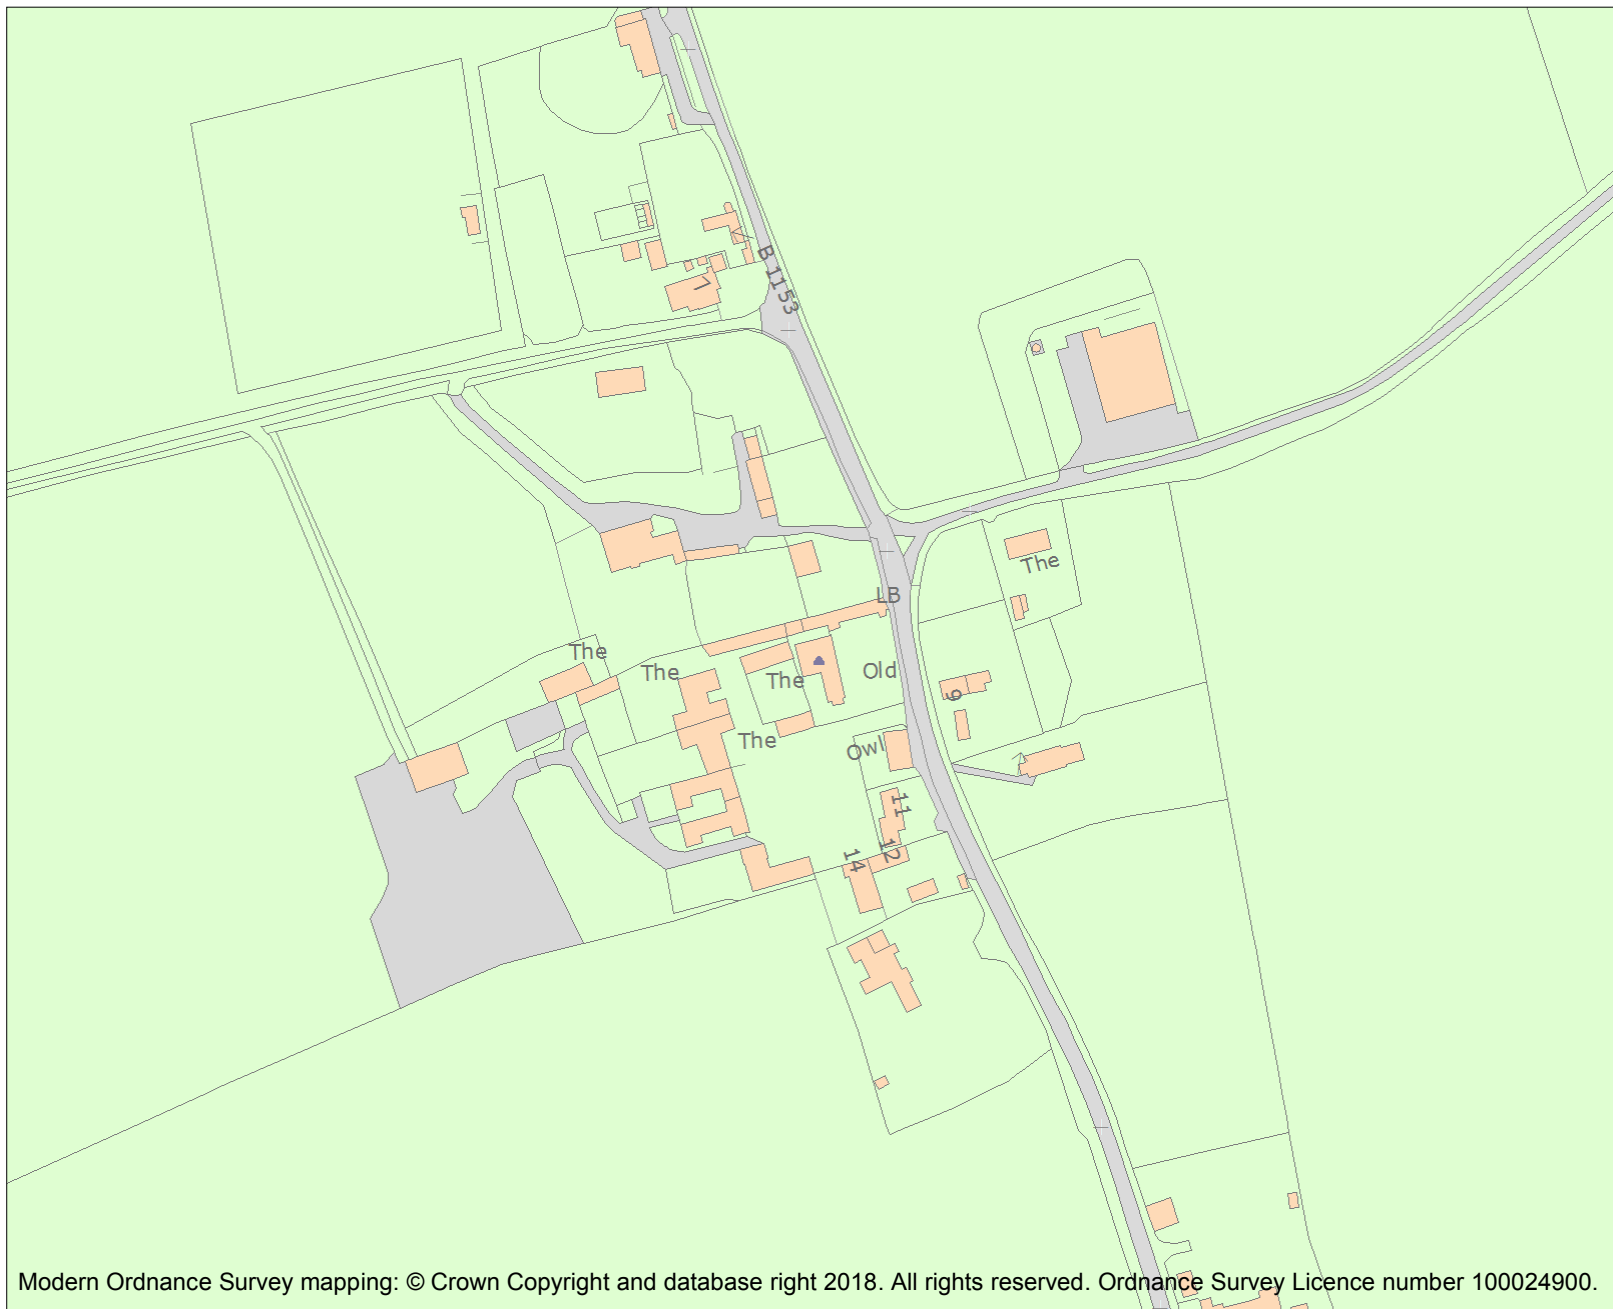 B 1153
7
The
LB
The
The
The
Old
9
The
Owl
11
12
14
Modern Ordnance Survey mapping: © Crown Copyright and database right 2018. All rights reserved. Ordnance Survey Licence number 100024900.